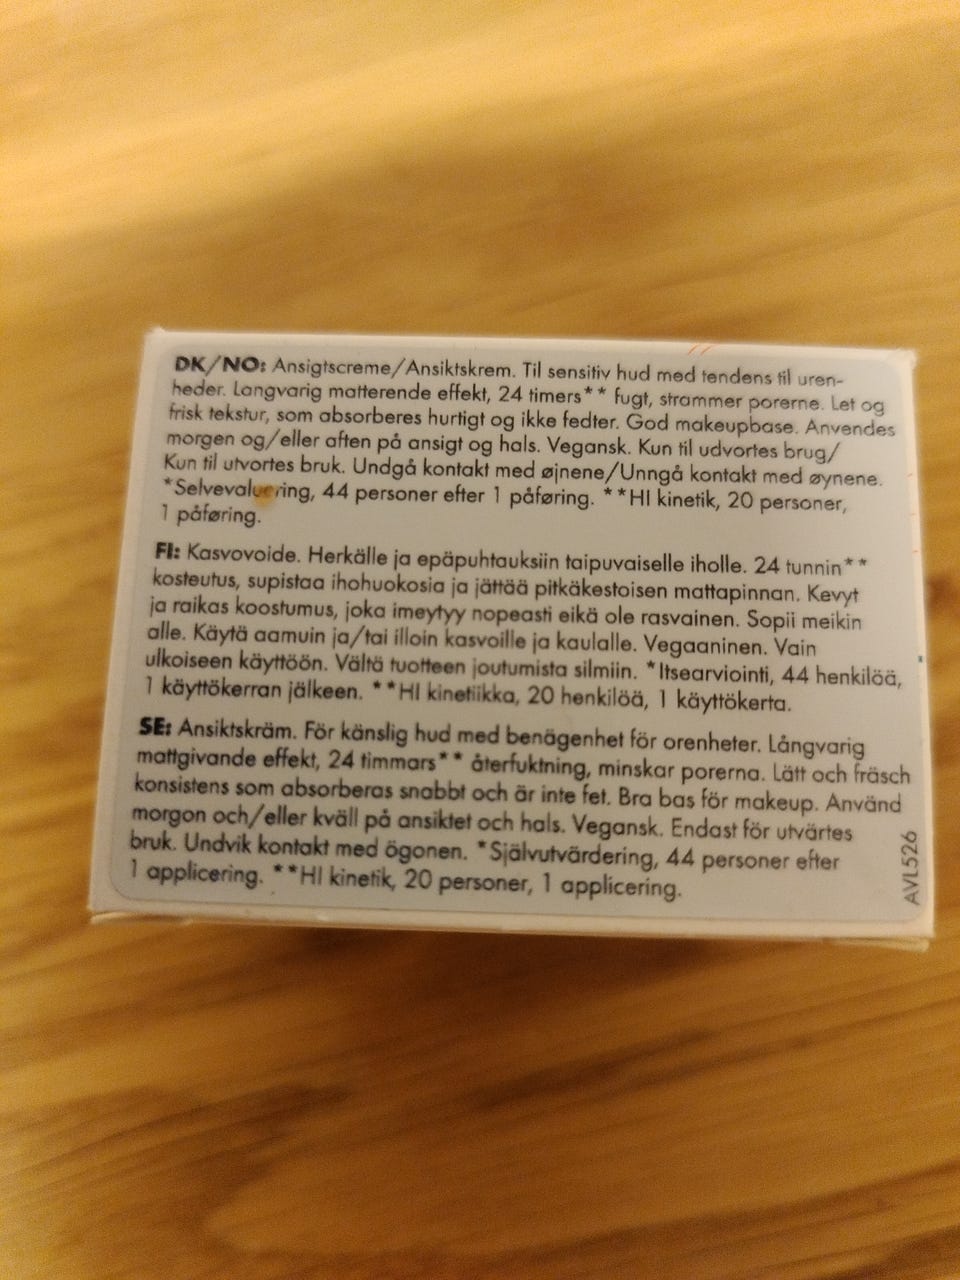 DK/NO: Ansigtscreme/Ansiktskrem. Til sensitiv hud med tendens til uren-
heder. Langvarig matterende effekt, 24 timers** fugt, strammer porerne. Let og
frisk tekstur, som absorberes hurtigt og ikke fedter. God makeupbase. Anvendes
morgen og/eller aften på ansigt og hals. Vegansk. Kun til udvortes brug/
Kun til utvortes bruk. Undgå kontakt med øjnene/Unngå kontakt med øynene.
*Selvevaluering, 44 personer efter 1 påføring. **HI kinetik, 20 personer,
1 påføring.
FI: Kasvovoide. Herkälle ja epäpuhtauksiin taipuvaiselle iholle. 24 tunnin**
kosteutus, supistaa ihohuokosia ja jättää pitkäkestoisen mattapinnan. Kevyt
ja raikas koostumus, joka imeytyy nopeasti eikä ole rasvainen. Sopii meikin
alle. Käytä aamuin ja/tai illoin kasvoille ja kaulalle. Vegaaninen. Vain
ulkoiseen käyttöön. Vältä tuotteen joutumista silmiin. *Itsearviointi, 44 henkilöä,
1 käyttökerran jälkeen. **HI kinetiikka, 20 henkilöä, 1 käyttökerta.
SE: Ansiktskräm. För känslig hud med benägenhet för orenheter. Långvarig
mattgivande effekt, 24 timmars** återfuktning, minskar porerna. Lätt och fräsch
konsistens som absorberas snabbt och är inte fet. Bra bas för makeup. Använd
morgon och/eller kväll på ansiktet och hals. Vegansk. Endast för utvärtes
bruk. Undvik kontakt med ögonen. *Självutvärdering, 44 personer efter
1 applicering. **HI kinetik, 20 personer, 1 applicering.
AVL526